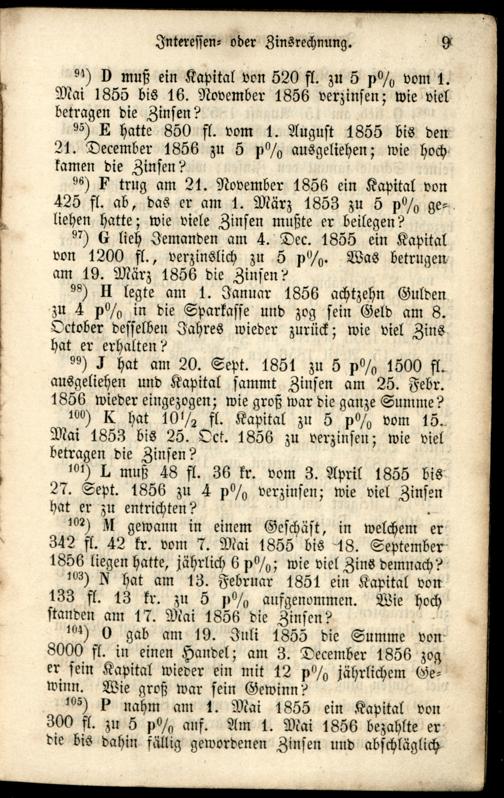 Interessen- oder Zinsrechnung. 9
94) D muß ein Kapital von 520 fl. zu 5 p% vom 1.
Mai 1855 bis 16. November 1856 verzinsen; wie viel
betragen die Zinsen?
95) E hatte 850 fl. vom 1. August 1855 bis den
21. December 1856 zu 5 p% ausgeliehen; wie hoch
kamen die Zinsen?
96) F trug am 21. November 1856 ein Kapital von
425 fl. ab, das er am 1. März 1853 zu 5 p% ge-
liehen hatte; wie viele Zinsen mußte er beilegen?
97) G lieh Jemanden am 4. Dec. 1855 ein Kapital
von 1200 fl., verzinslich zu 5 p%. Was betrugen
am 19. März 1856 die Zinsen?
98) H legte am 1. Januar 1856 achtzehn Gulden
zu 4 p% in die Sparkasse und zog sein Geld am 8.
October desselben Jahres wieder zurück; wie viel Zins
hat er erhalten?
99) J hat am 20. Sept. 1851 zu 5 p% 1500 fl.
ausgeliehen und Kapital sammt Zinsen am 25. Febr.
1856 wieder eingezogen; wie groß war die ganze Summe?
100) K hat 10 1/2 fl. Kapital zu 5 p% vom 15.
Mai 1853 bis 25. Oct. 1856 zu verzinsen; wie viel
betragen die Zinsen?
101) L muß 48 fl. 36 kr. vom 3. April 1855 bis
27. Sept. 1856 zu 4 p% verzinsen; wie viel Zinsen
hat er zu entrichten?
102) M gewann in einem Geschäft, in welchem er
342 fl. 42 kr. vom 7. Mai 1855 bis 18. September
1856 liegen hatte, jährlich 6 p%; wie viel Zins demnach?
103) N hat am 13. Februar 1851 ein Kapital von
133 fl. 13 kr. zu 5 p% aufgenommen. Wie hoch
standen am 17. Mai 1856 die Zinsen?
104) O gab am 19. Juli 1855 die Summe von
8000 fl. in einen Handel; am 3. December 1856 zog
er sein Kapital wieder ein mit 12 p% jährlichem Ge-
winn. Wie groß war sein Gewinn?
105) P nahm am 1. Mai 1855 ein Kapital von
300 fl. zu 5 p% auf. Am 1. Mai 1856 bezahlte er
die bis dahin fällig gewordenen Zinsen und abschläglich